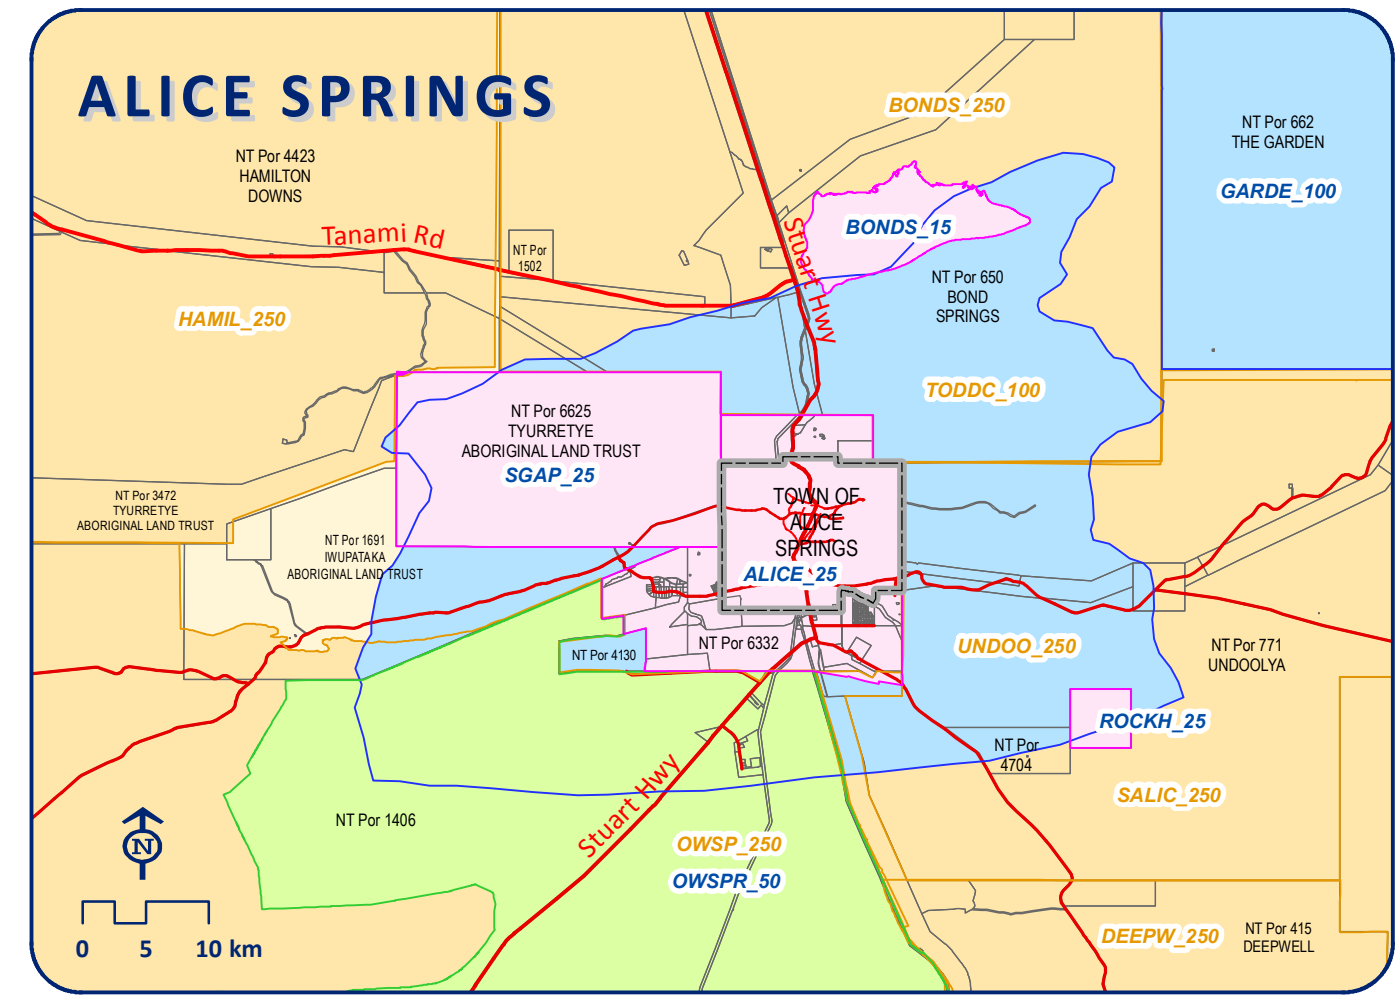 ALICE SPRINGS
BONDS_250
NT Por 662
THE GARDEN
GARDE_100
NT Por 4423
HAMILTON
DOWNS
Tanami Rd
NT Por
1502
Stuart Hwy
BONDS_15
NT Por 650
BOND
SPRINGS
HAMIL_250
TODDC_100
NT Por 6625
TYURRETYE
ABORIGINAL LAND TRUST
SGAP_25
NT Por 3472
TYURRETYE
ABORIGINAL LAND TRUST
TOWN OF
ALICE
SPRINGS
ALICE_25
NT Por 1691
IWUPATAKA
ABORIGINAL LAND TRUST
NT Por 4130
NT Por 6332
UNDOO_250
NT Por 771
UNDOOLYA
ROCKH_25
NT Por
4704
SALIC_250
Stuart Hwy
NT Por 1406
OWSP_250
OWSPR_50
N
0 5 10 km
DEEPW_250
NT Por 415
DEEPWELL